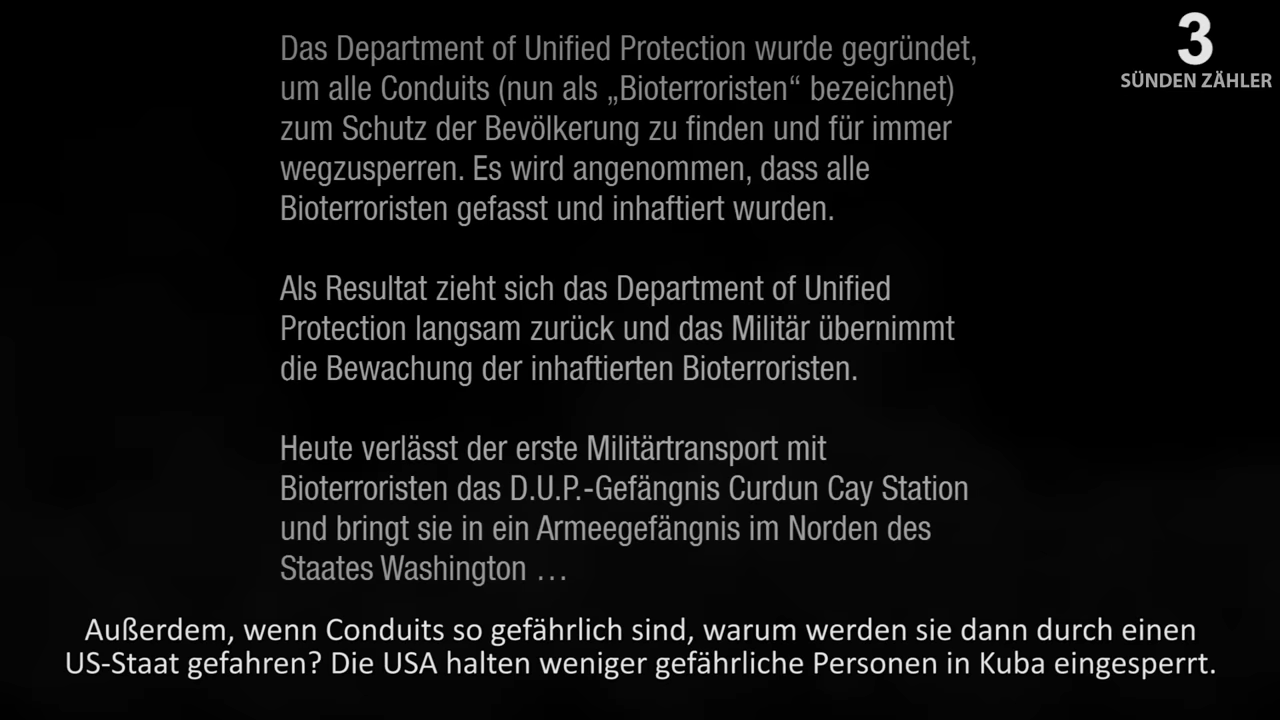 3
SÜNDEN ZÄHLER
Das Department of Unified Protection wurde gegründet,
um alle Conduits (nun als „Bioterroristen“ bezeichnet)
zum Schutz der Bevölkerung zu finden und für immer
wegzusperren. Es wird angenommen, dass alle
Bioterroristen gefasst und inhaftiert wurden.
Als Resultat zieht sich das Department of Unified
Protection langsam zurück und das Militär übernimmt
die Bewachung der inhaftierten Bioterroristen.
Heute verlässt der erste Militärtransport mit
Bioterroristen das D.U.P.-Gefängnis Curdun Cay Station
und bringt sie in ein Armeegefängnis im Norden des
Staates Washington …
Außerdem, wenn Conduits so gefährlich sind, warum werden sie dann durch einen
US-Staat gefahren? Die USA halten weniger gefährliche Personen in Kuba eingesperrt.